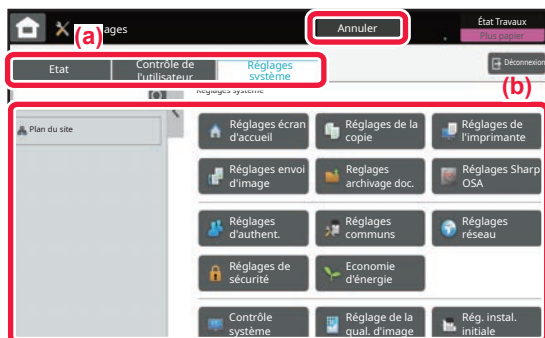 ages
Annuler
État Travaux
Plus papier
(a)
Etat
Contrôle de
l'utilisateur
Réglages
système
Déconnexion
(b)
Réglages système
Plan du site
Réglages écran
d'accueil
Réglages de la
copie
Réglages de
l'imprimante
Réglages envoi
d'image
Reglages
archivage doc.
Réglages Sharp
OSA
Réglages
d'authent.
Réglages
communs
Réglages
réseau
Réglages de
sécurité
Economie
d'énergie
Contrôle
système
Réglage de la
qual. d'image
Rég. instal.
initiale